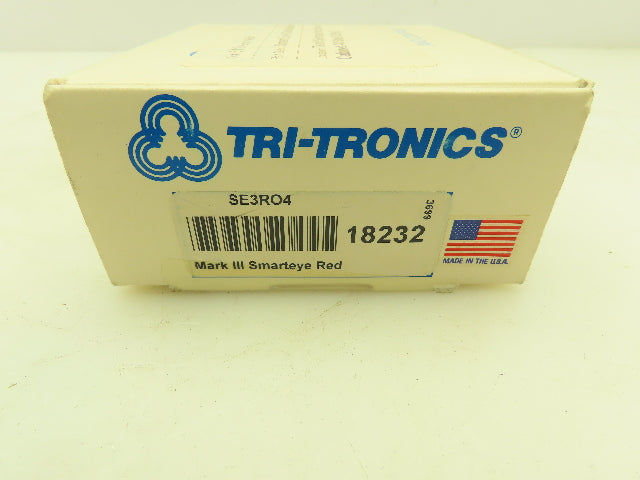 TRI-TRONICS®
SE3RO4
3699
18232
Mark III Smarteye Red
MADE IN THE U.S.A.